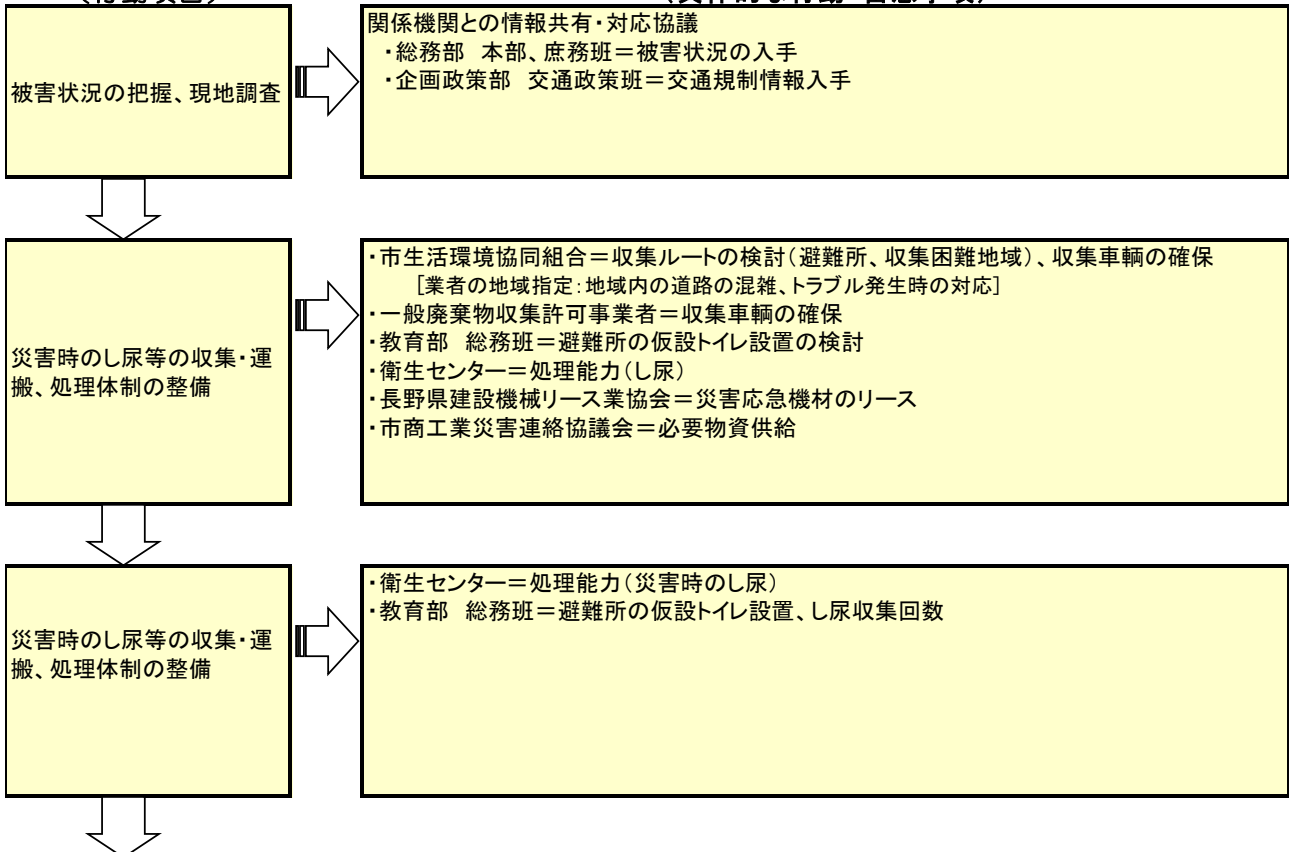 関係機関との情報共有・対応協議
・総務部 本部、庶務班＝被害状況の入手
・企画政策部 交通政策班＝交通規制情報入手
被害状況の把握、現地調査
・市生活環境協同組合＝収集ルートの検討（避難所、収集困難地域）、収集車輌の確保
［業者の地域指定：地域内の道路の混雑、トラブル発生時の対応］
・一般廃棄物収集許可事業者＝収集車輌の確保
・教育部 総務班＝避難所の仮設トイレ設置の検討
・衛生センター＝処理能力（し尿）
・長野県建設機械リース業協会＝災害応急機材のリース
・市商工業災害連絡協議会＝必要物資供給
災害時のし尿等の収集・運
搬、処理体制の整備
・衛生センター＝処理能力（災害時のし尿）
・教育部 総務班＝避難所の仮設トイレ設置、し尿収集回数
災害時のし尿等の収集・運
搬、処理体制の整備